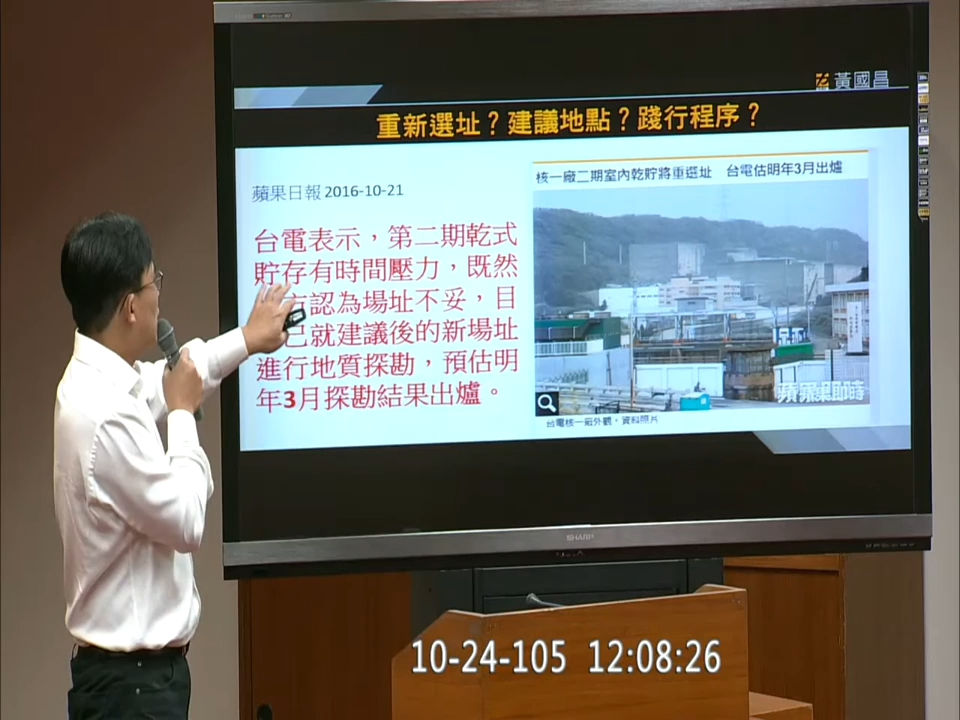 黃國昌
重新選址？建議地點？踐行程序？
蘋果日報 2016-10-21
核一廠二期室內乾貯將重選址 台電估明年3月出爐
台電表示，第二期乾式
貯存有時間壓力，既然
認為場址不妥，目
已就建議後的新場址
進行地質探勘，預估明
年3月探勘結果出爐。
蘋果即時
台電核一廠外觀。資料照片
SHARP
10-24-105 12:08:26